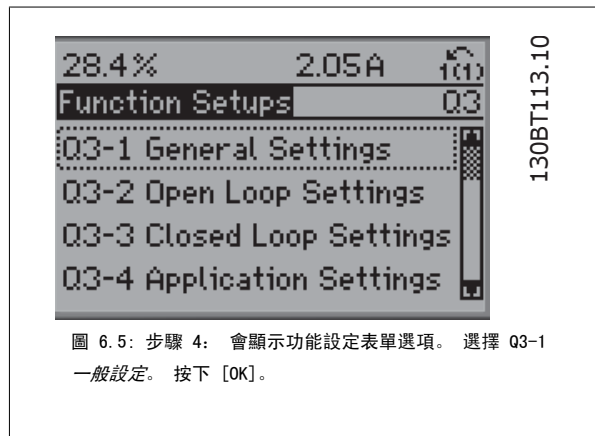 28.4% 2.05A 1(1)
Function Setups Q3
Q3-1 General Settings
Q3-2 Open Loop Settings
Q3-3 Closed Loop Settings
Q3-4 Application Settings
130BT113.10
圖 6.5: 步驟 4: 會顯示功能設定表單選項。 選擇 Q3-1
一般設定。 按下 [OK]。